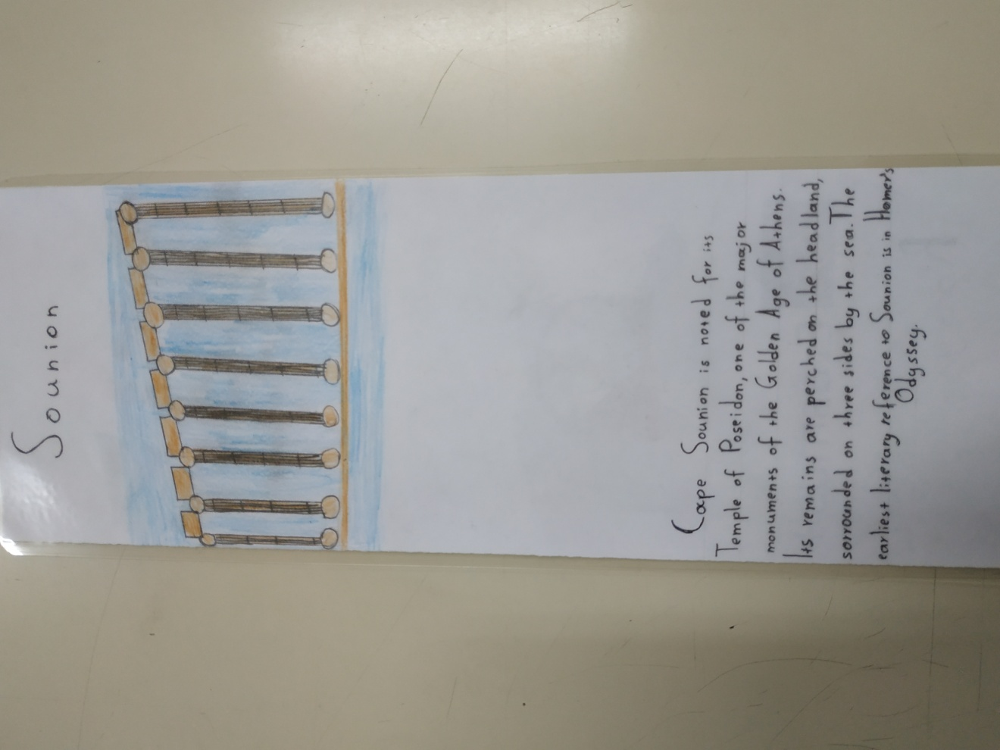 Sounion
Cape Sounion is noted for its
Temple of Poseidon, one of the major
monuments of the Golden Age of Athens.
Its remains are perched on the headland,
sorrounded on three sides by the sea. The
earliest literary reference to Sounion is in Homer's
Odyssey.